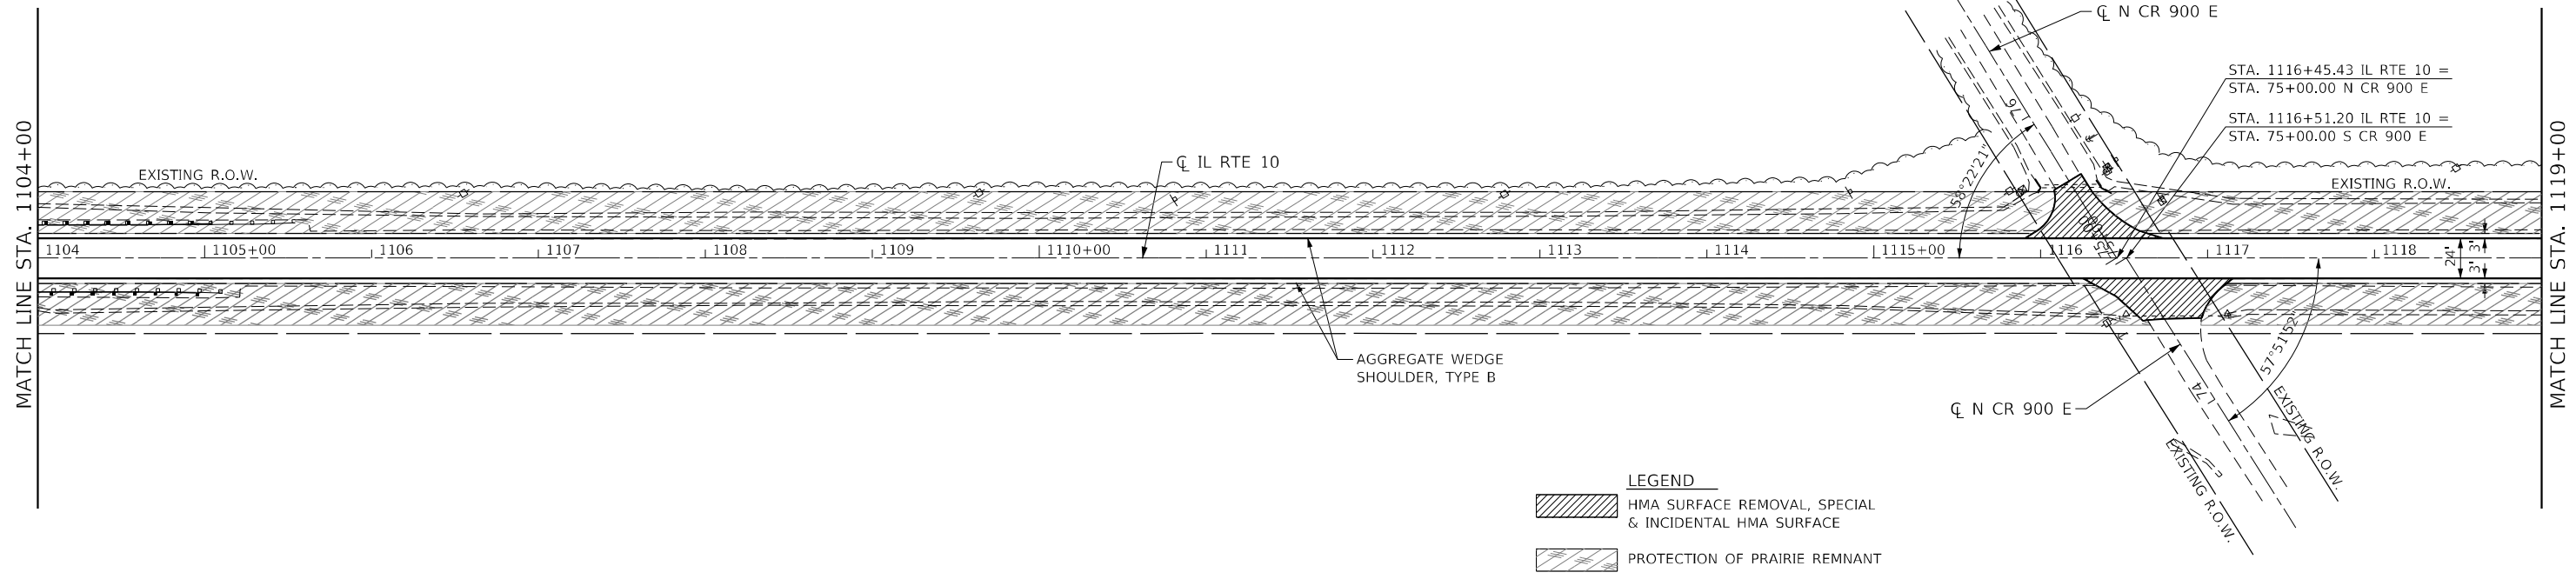 ℄ N CR 900 E
STA. 1116+45.43 IL RTE 10 =
STA. 75+00.00 N CR 900 E
STA. 1116+51.20 IL RTE 10 =
STA. 75+00.00 S CR 900 E
MATCH LINE STA. 1104+00
MATCH LINE STA. 1119+00
EXISTING R.O.W.
℄ IL RTE 10
76
58°22'21"
EXISTING R.O.W.
75+00
1104
1105+00
1106
1107
1108
1109
1110+00
1111
1112
1113
1114
1115+00
1116
1117
1118
24'
3'
3'
AGGREGATE WEDGE
SHOULDER, TYPE B
57°51'52"
74
℄ N CR 900 E
EXISTING R.O.W.
EXISTING R.O.W.
LEGEND
HMA SURFACE REMOVAL, SPECIAL
& INCIDENTAL HMA SURFACE
PROTECTION OF PRAIRIE REMNANT